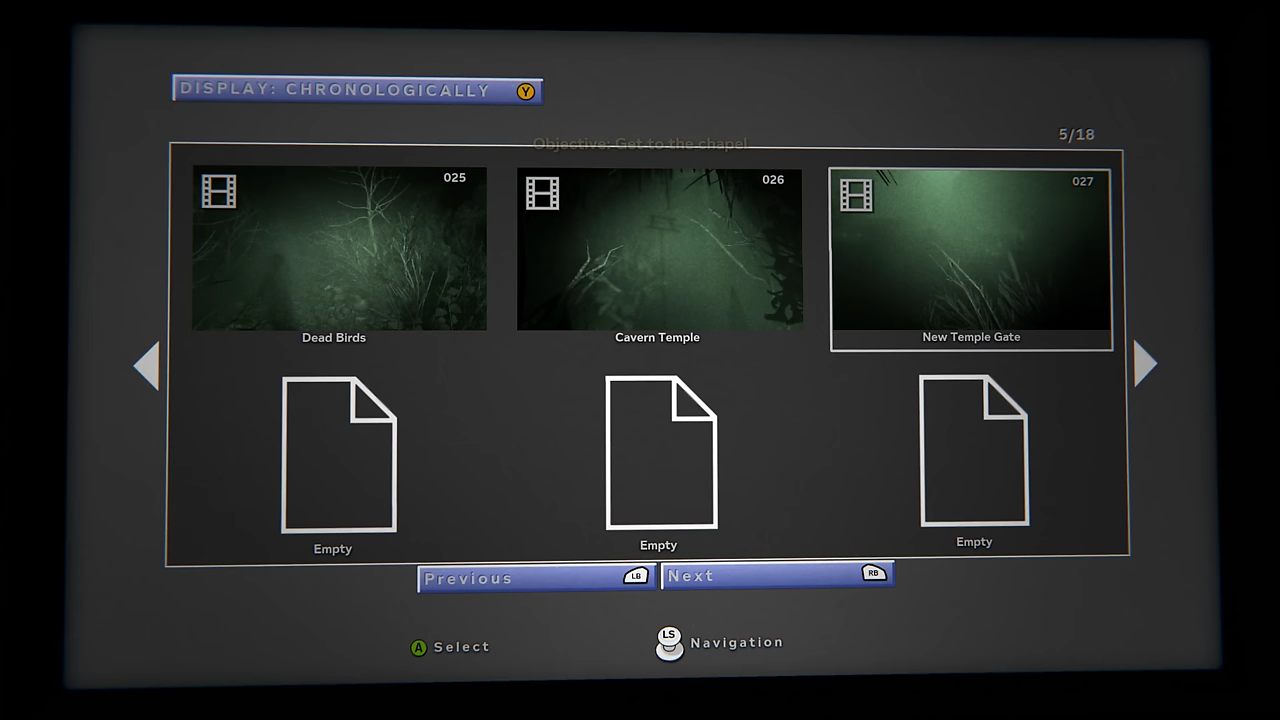 DISPLAY: CHRONOLOGICALLY Y
5/18
Objective: Get to the chapel
025
026
027
Dead Birds
Cavern Temple
New Temple Gate
Empty
Empty
Empty
Previous LB
Next RB
A Select
LS Navigation